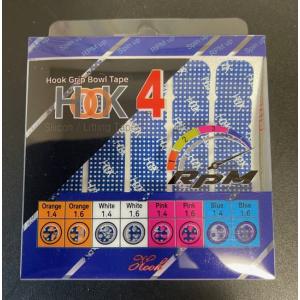 Hook Grip Bowl Tape
HOOK 4
Silicon / Lifting Tape
RPM
Orange Orange White White Pink Pink Blue Blue
1.4 1.6 1.4 1.6 1.4 1.6 1.4 1.6
Hook